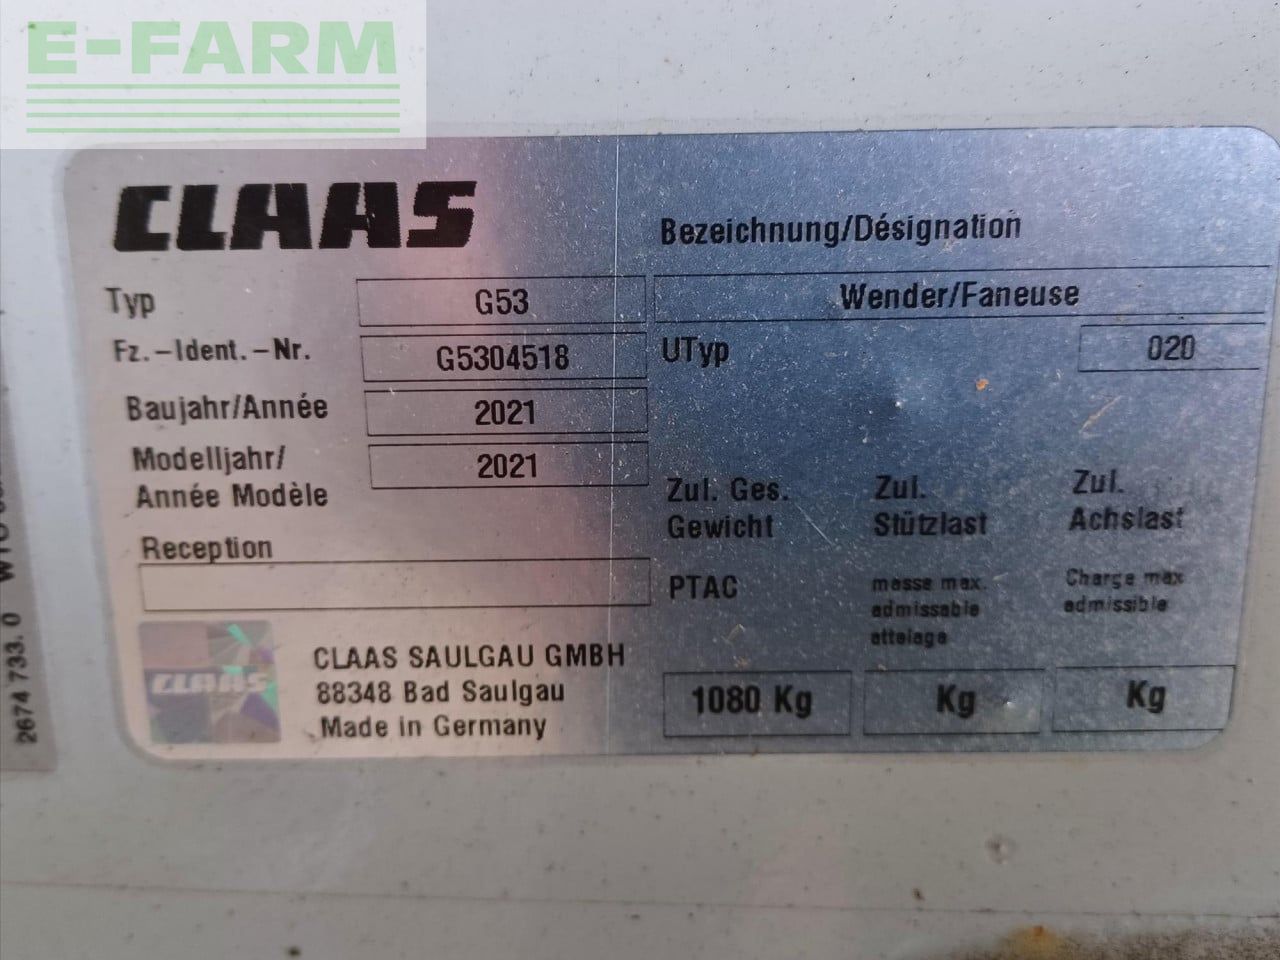 E-FARM
CLAAS
Bezeichnung/Désignation
Typ G53 Wender/Faneuse
Fz.-Ident.-Nr. G5304518 UTyp 020
Baujahr/Année 2021
Modelljahr/ 2021
Année Modèle
Reception
Zul. Ges. Zul. Zul.
Gewicht Stützlast Achslast
PTAC masse max. Charge max
admissable admissible
attelage
1080 Kg Kg Kg
CLAAS
CLAAS SAULGAU GMBH
88348 Bad Saulgau
Made in Germany
2674 733.0